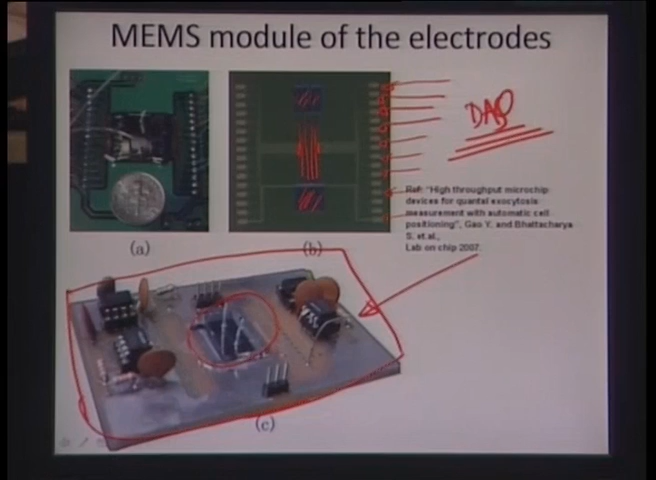 MEMS module of the electrodes
DAQ
Ref: "High throughput microchip
devices for quantal exocytosis
measurement with automatic cell
positioning", Gao Y. and Bhattacharya
S. et.al.,
Lab on chip 2007.
(a)
(b)
(c)